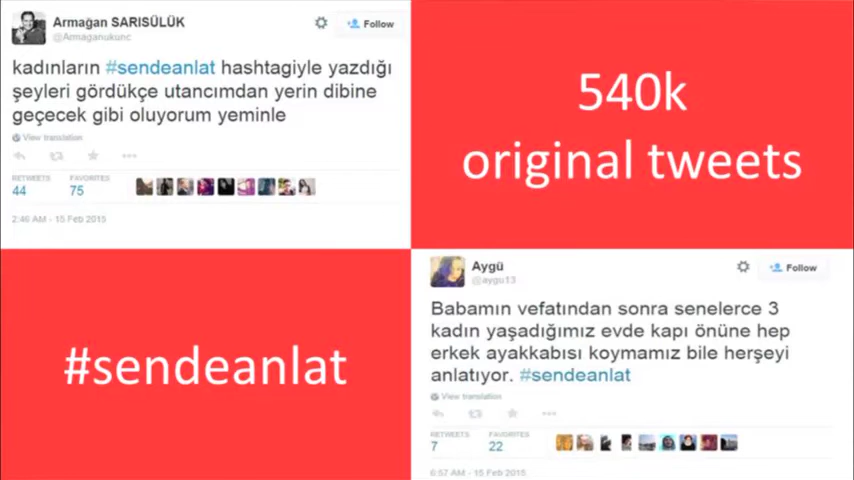 Armağan SARISÜLÜK
@Armaganukunc
Follow
kadınların #sendeanlat hashtagiyle yazdığı
şeyleri gördükçe utancımdan yerin dibine
geçecek gibi oluyorum yeminle
View translation
RETWEETS FAVORITES
44 75
2:46 AM - 15 Feb 2015
540k
original tweets
#sendeanlat
Aygü
@aygu13
Follow
Babamın vefatından sonra senelerce 3
kadın yaşadığımız evde kapı önüne hep
erkek ayakkabısı koymamız bile herşeyi
anlatıyor. #sendeanlat
View translation
RETWEETS FAVORITES
7 22
6:57 AM - 15 Feb 2015